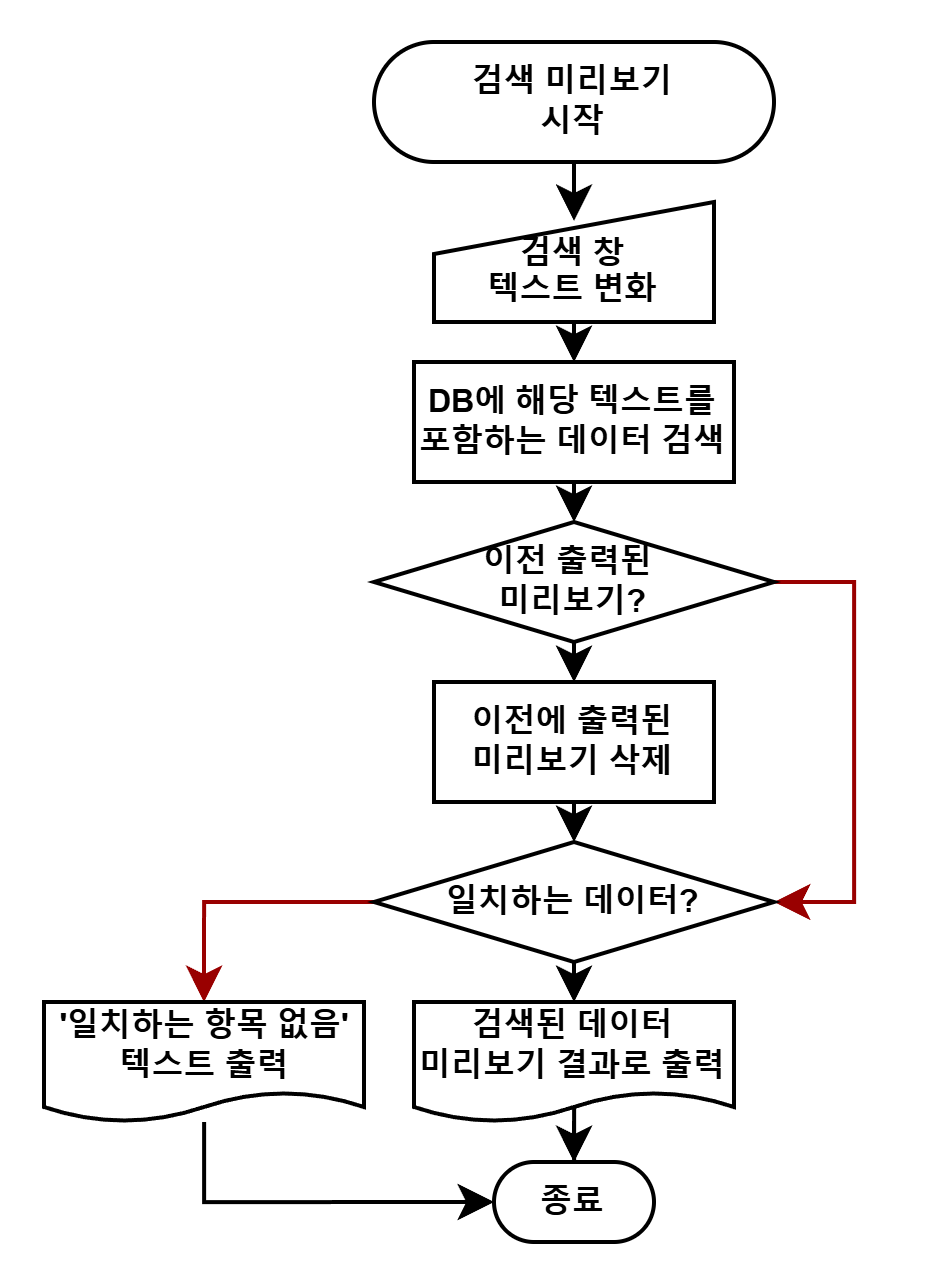 검색 미리보기
시작
검색 창
텍스트 변화
DB에 해당 텍스트를
포함하는 데이터 검색
이전 출력된
미리보기?
이전에 출력된
미리보기 삭제
일치하는 데이터?
'일치하는 항목 없음'
텍스트 출력
검색된 데이터
미리보기 결과로 출력
종료